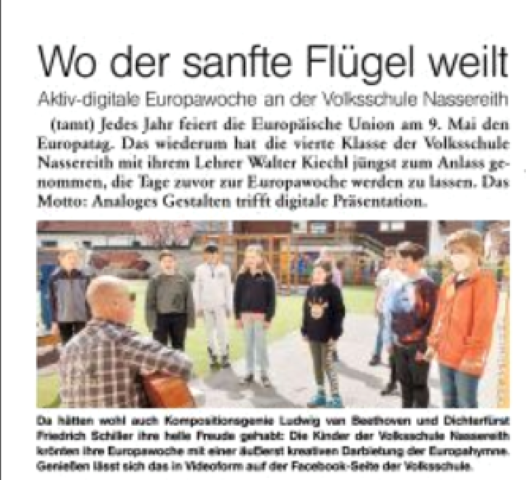 Wo der sanfte Flügel weilt
Aktiv-digitale Europawoche an der Volksschule Nassereith
(tamt) Jedes Jahr feiert die Europäische Union am 9. Mai den
Europatag. Das wiederum hat die vierte Klasse der Volksschule
Nassereith mit ihrem Lehrer Walter Kiechl jüngst zum Anlass ge-
nommen, die Tage zuvor zur Europawoche werden zu lassen. Das
Motto: Analoges Gestalten trifft digitale Präsentation.
Da hätten wohl auch Kompositionsgenie Ludwig van Beethoven und Dichterfürst
Friedrich Schiller ihre helle Freude gehabt: Die Kinder der Volksschule Nassereith
krönten ihre Europawoche mit einer äußerst kreativen Darbietung der Europahymne.
Genießen lässt sich das in Videoform auf der Facebook-Seite der Volksschule.